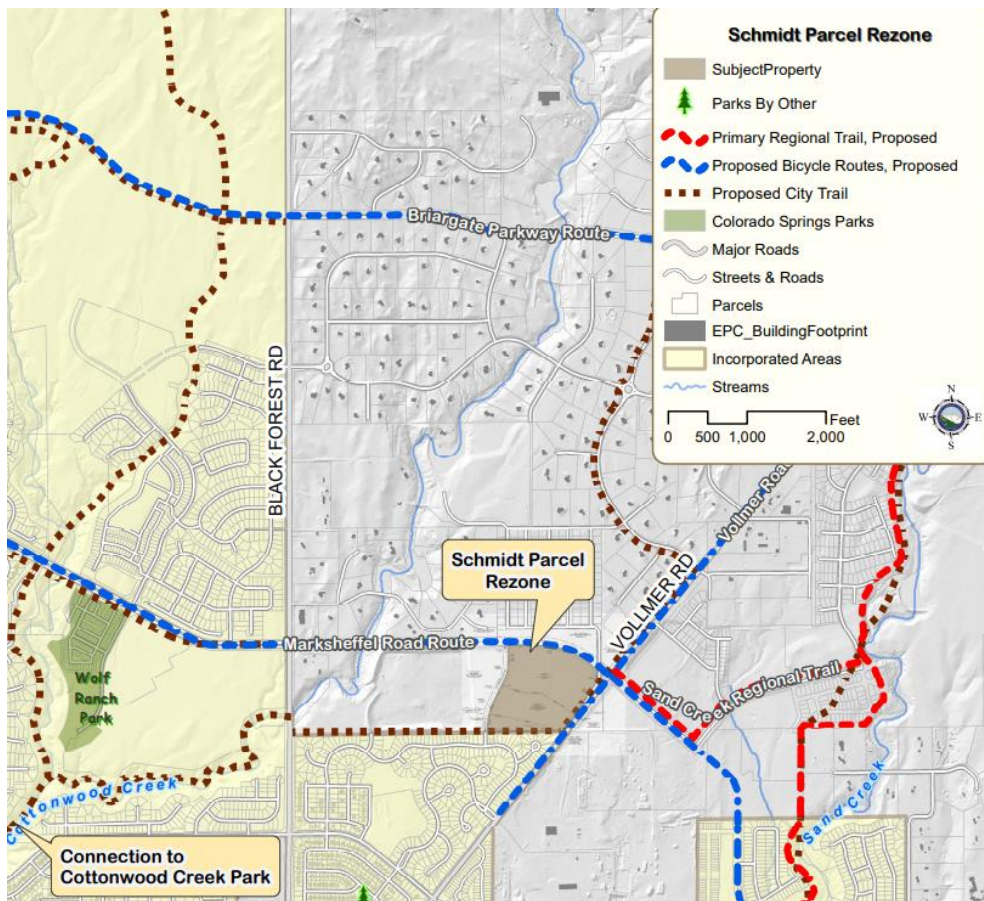 Schmidt Parcel Rezone
SubjectProperty
Parks By Other
Primary Regional Trail, Proposed
Proposed Bicycle Routes, Proposed
Proposed City Trail
Colorado Springs Parks
Major Roads
Streets & Roads
Parcels
EPC_BuildingFootprint
Incorporated Areas
Streams
Feet
0 500 1,000 2,000
N
W E
S
Briargate Parkway Route
BLACK FOREST RD
Vollmer Road
Schmidt Parcel
Rezone
VOLLMER RD
Marksheffel Road Route
Sand Creek Regional Trail
Wolf
Ranch
Park
Cottonwood Creek
Sand Creek
Connection to
Cottonwood Creek Park